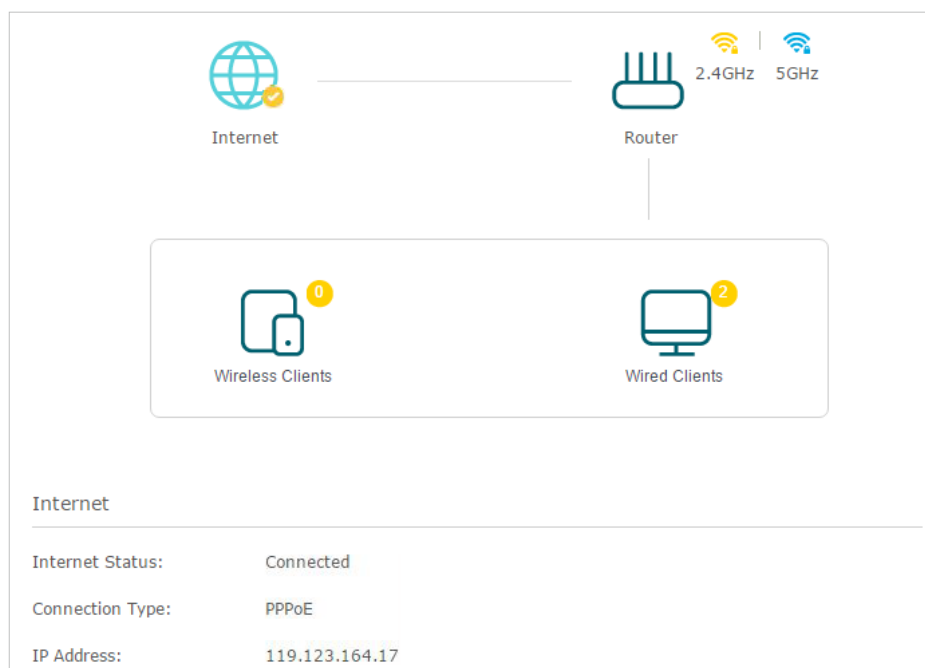 2.4GHz 5GHz
Internet Router
0 2
Wireless Clients Wired Clients
Internet
Internet Status: Connected
Connection Type: PPPoE
IP Address: 119.123.164.17